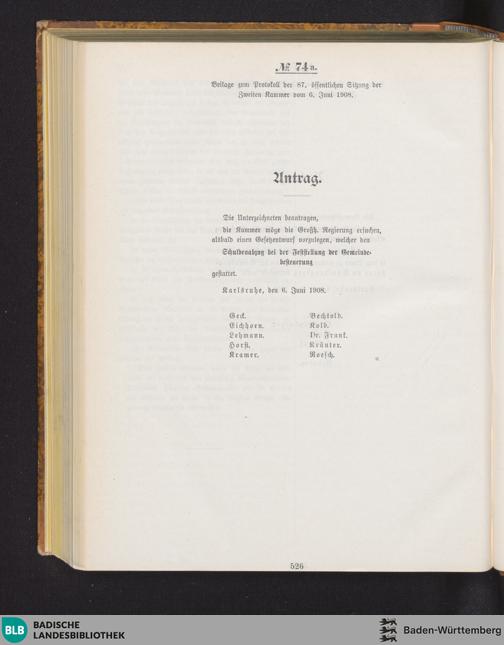 № 74a.
Beilage zum Protokoll der 87. öffentlichen Sitzung der
Zweiten Kammer vom 6. Juni 1908.
Antrag.
Die Unterzeichneten beantragen,
die Kammer möge die Großh. Regierung ersuchen,
alsbald einen Gesetzentwurf vorzulegen, welcher den
Schuldenabzug bei der Feststellung der Gemeinde-
besteuerung
gestattet.
Karlsruhe, den 6. Juni 1908.
Geck.
Eichhorn.
Lehmann.
Horst.
Kramer.
Bechtold.
Kolb.
Dr. Frank.
Kräuter.
Roesch.
526
BLB
BADISCHE
LANDESBIBLIOTHEK
Baden-Württemberg